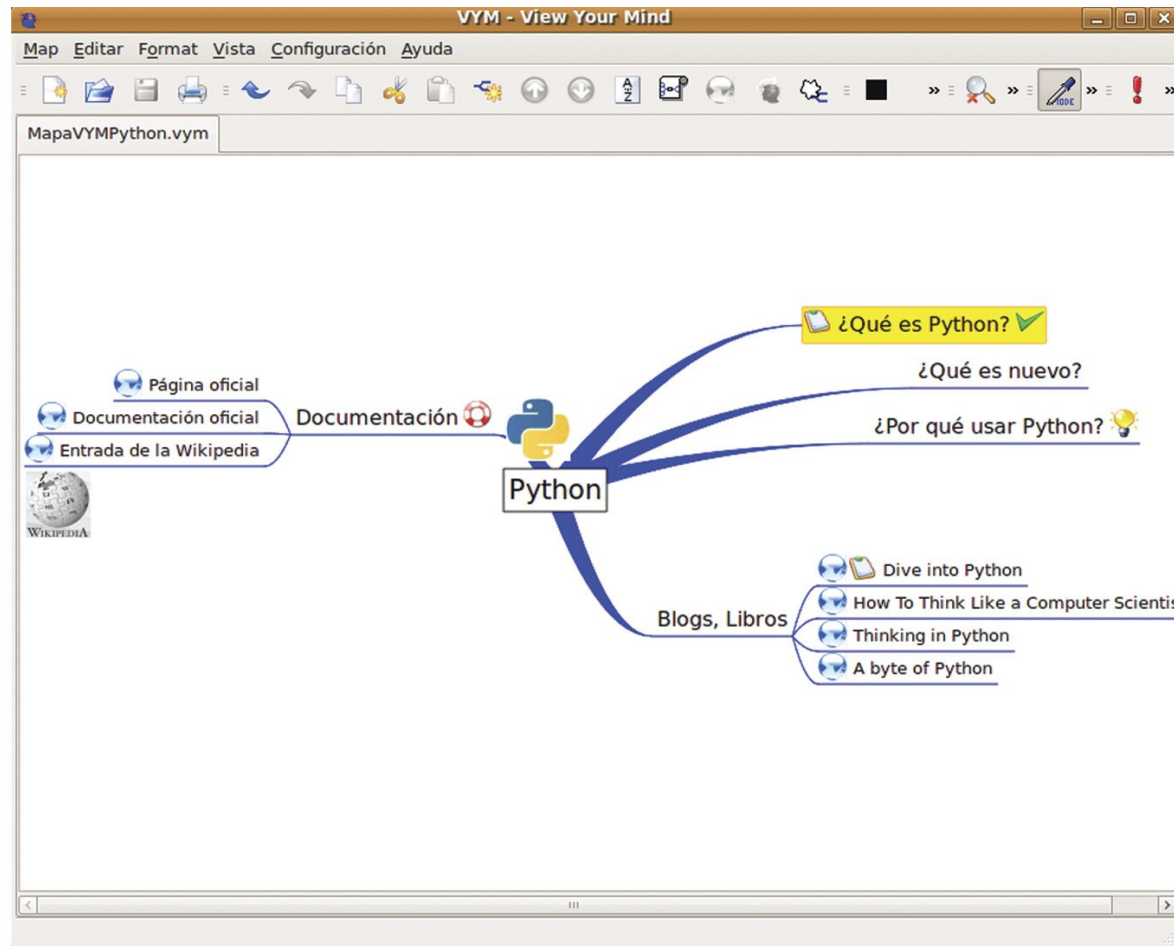 VYM - View Your Mind
Map Editar Format Vista Configuración Ayuda
A
Z
MODE
MapaVYMPython.vym
¿Qué es Python?
¿Qué es nuevo?
¿Por qué usar Python?
Página oficial
Documentación oficial
Entrada de la Wikipedia
WIKIPEDIA
Documentación
Python
Blogs, Libros
Dive into Python
How To Think Like a Computer Scientis
Thinking in Python
A byte of Python